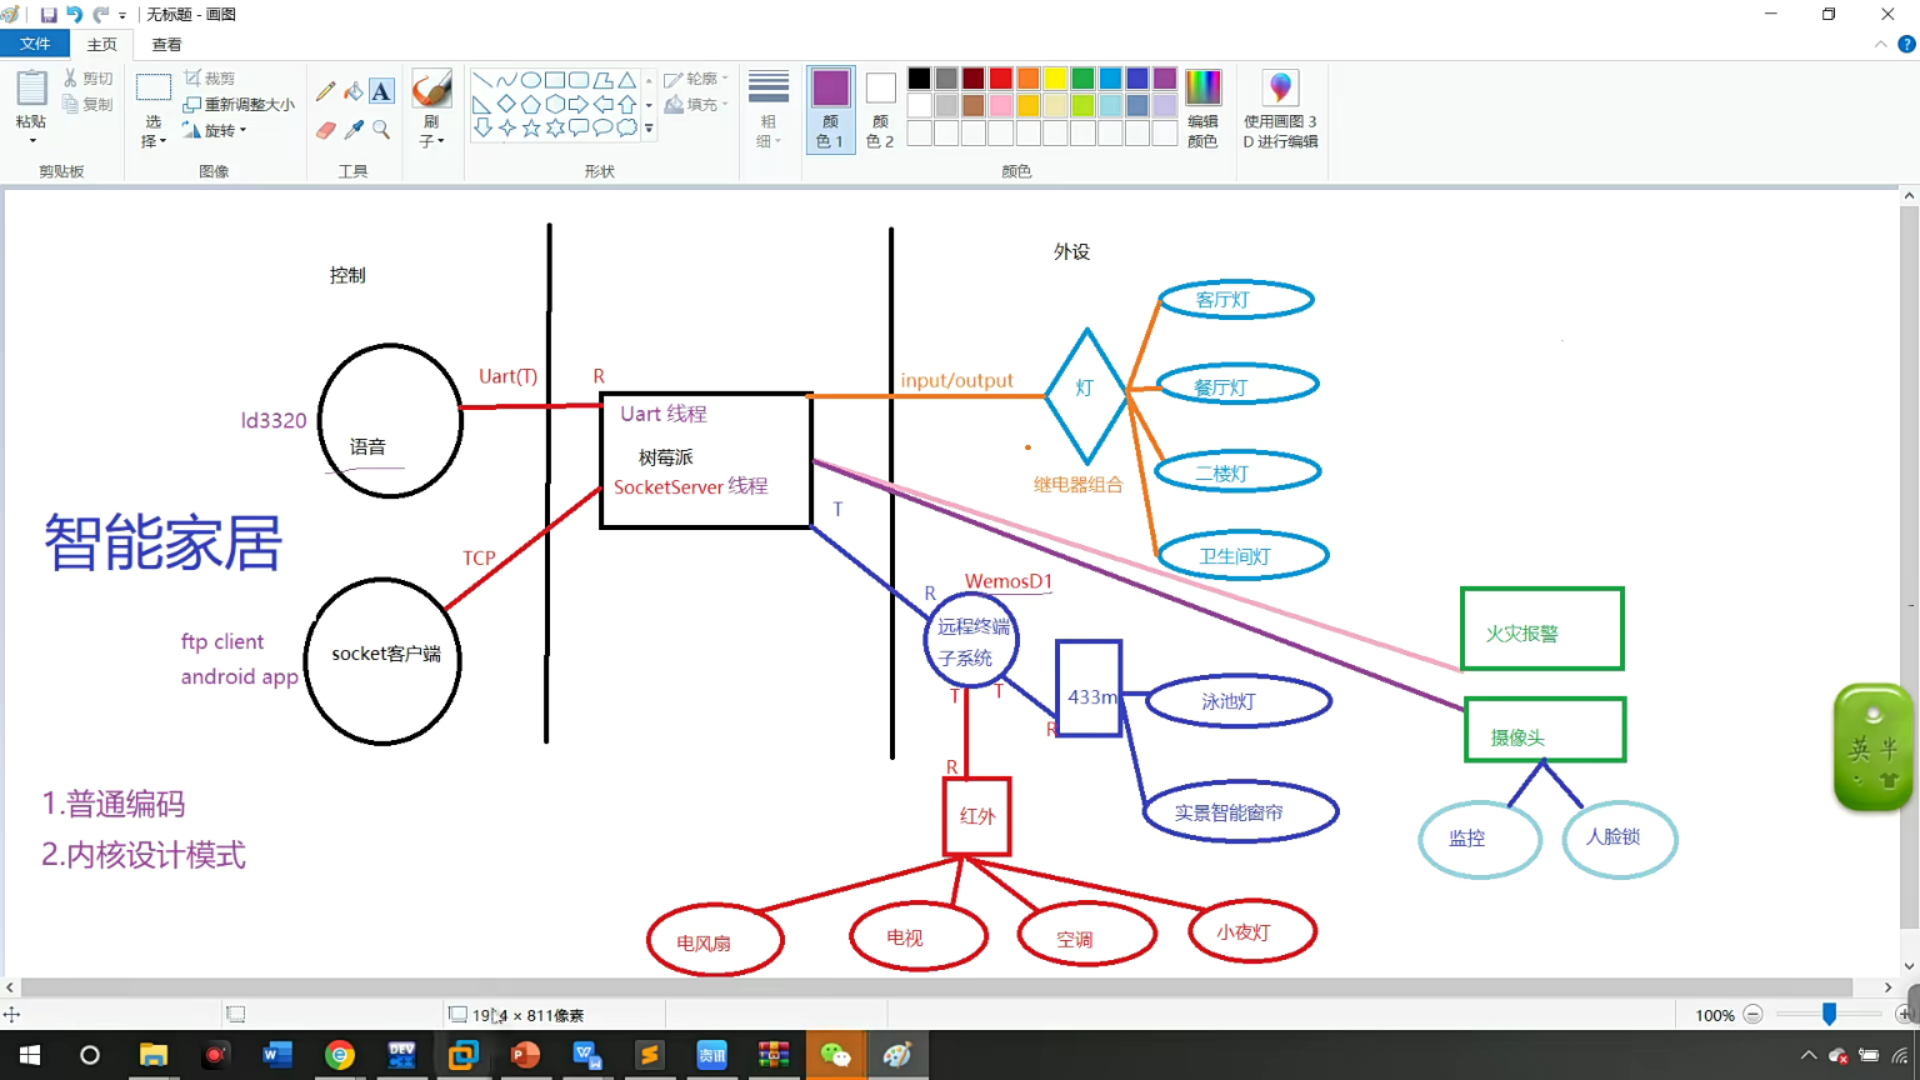 无标题 - 画图
文件
主页
查看
粘贴
剪切
复制
剪贴板
选择
裁剪
重新调整大小
旋转
图像
A
工具
刷子
形状
轮廓
填充
粗细
颜色 1
颜色 2
颜色
编辑颜色
使用画图 3D 进行编辑
控制
外设
ld3320
语音
Uart(T)
R
Uart 线程
树莓派
SocketServer 线程
input/output
灯
继电器组合
客厅灯
餐厅灯
二楼灯
卫生间灯
智能家居
TCP
T
R
WemosD1
远程终端
子系统
ftp client
android app
socket客户端
T
T
R
433m
泳池灯
实景智能窗帘
火灾报警
摄像头
监控
人脸锁
R
红外
电风扇
电视
空调
小夜灯
1.普通编码
2.内核设计模式
英 半
100%
DEV
资讯